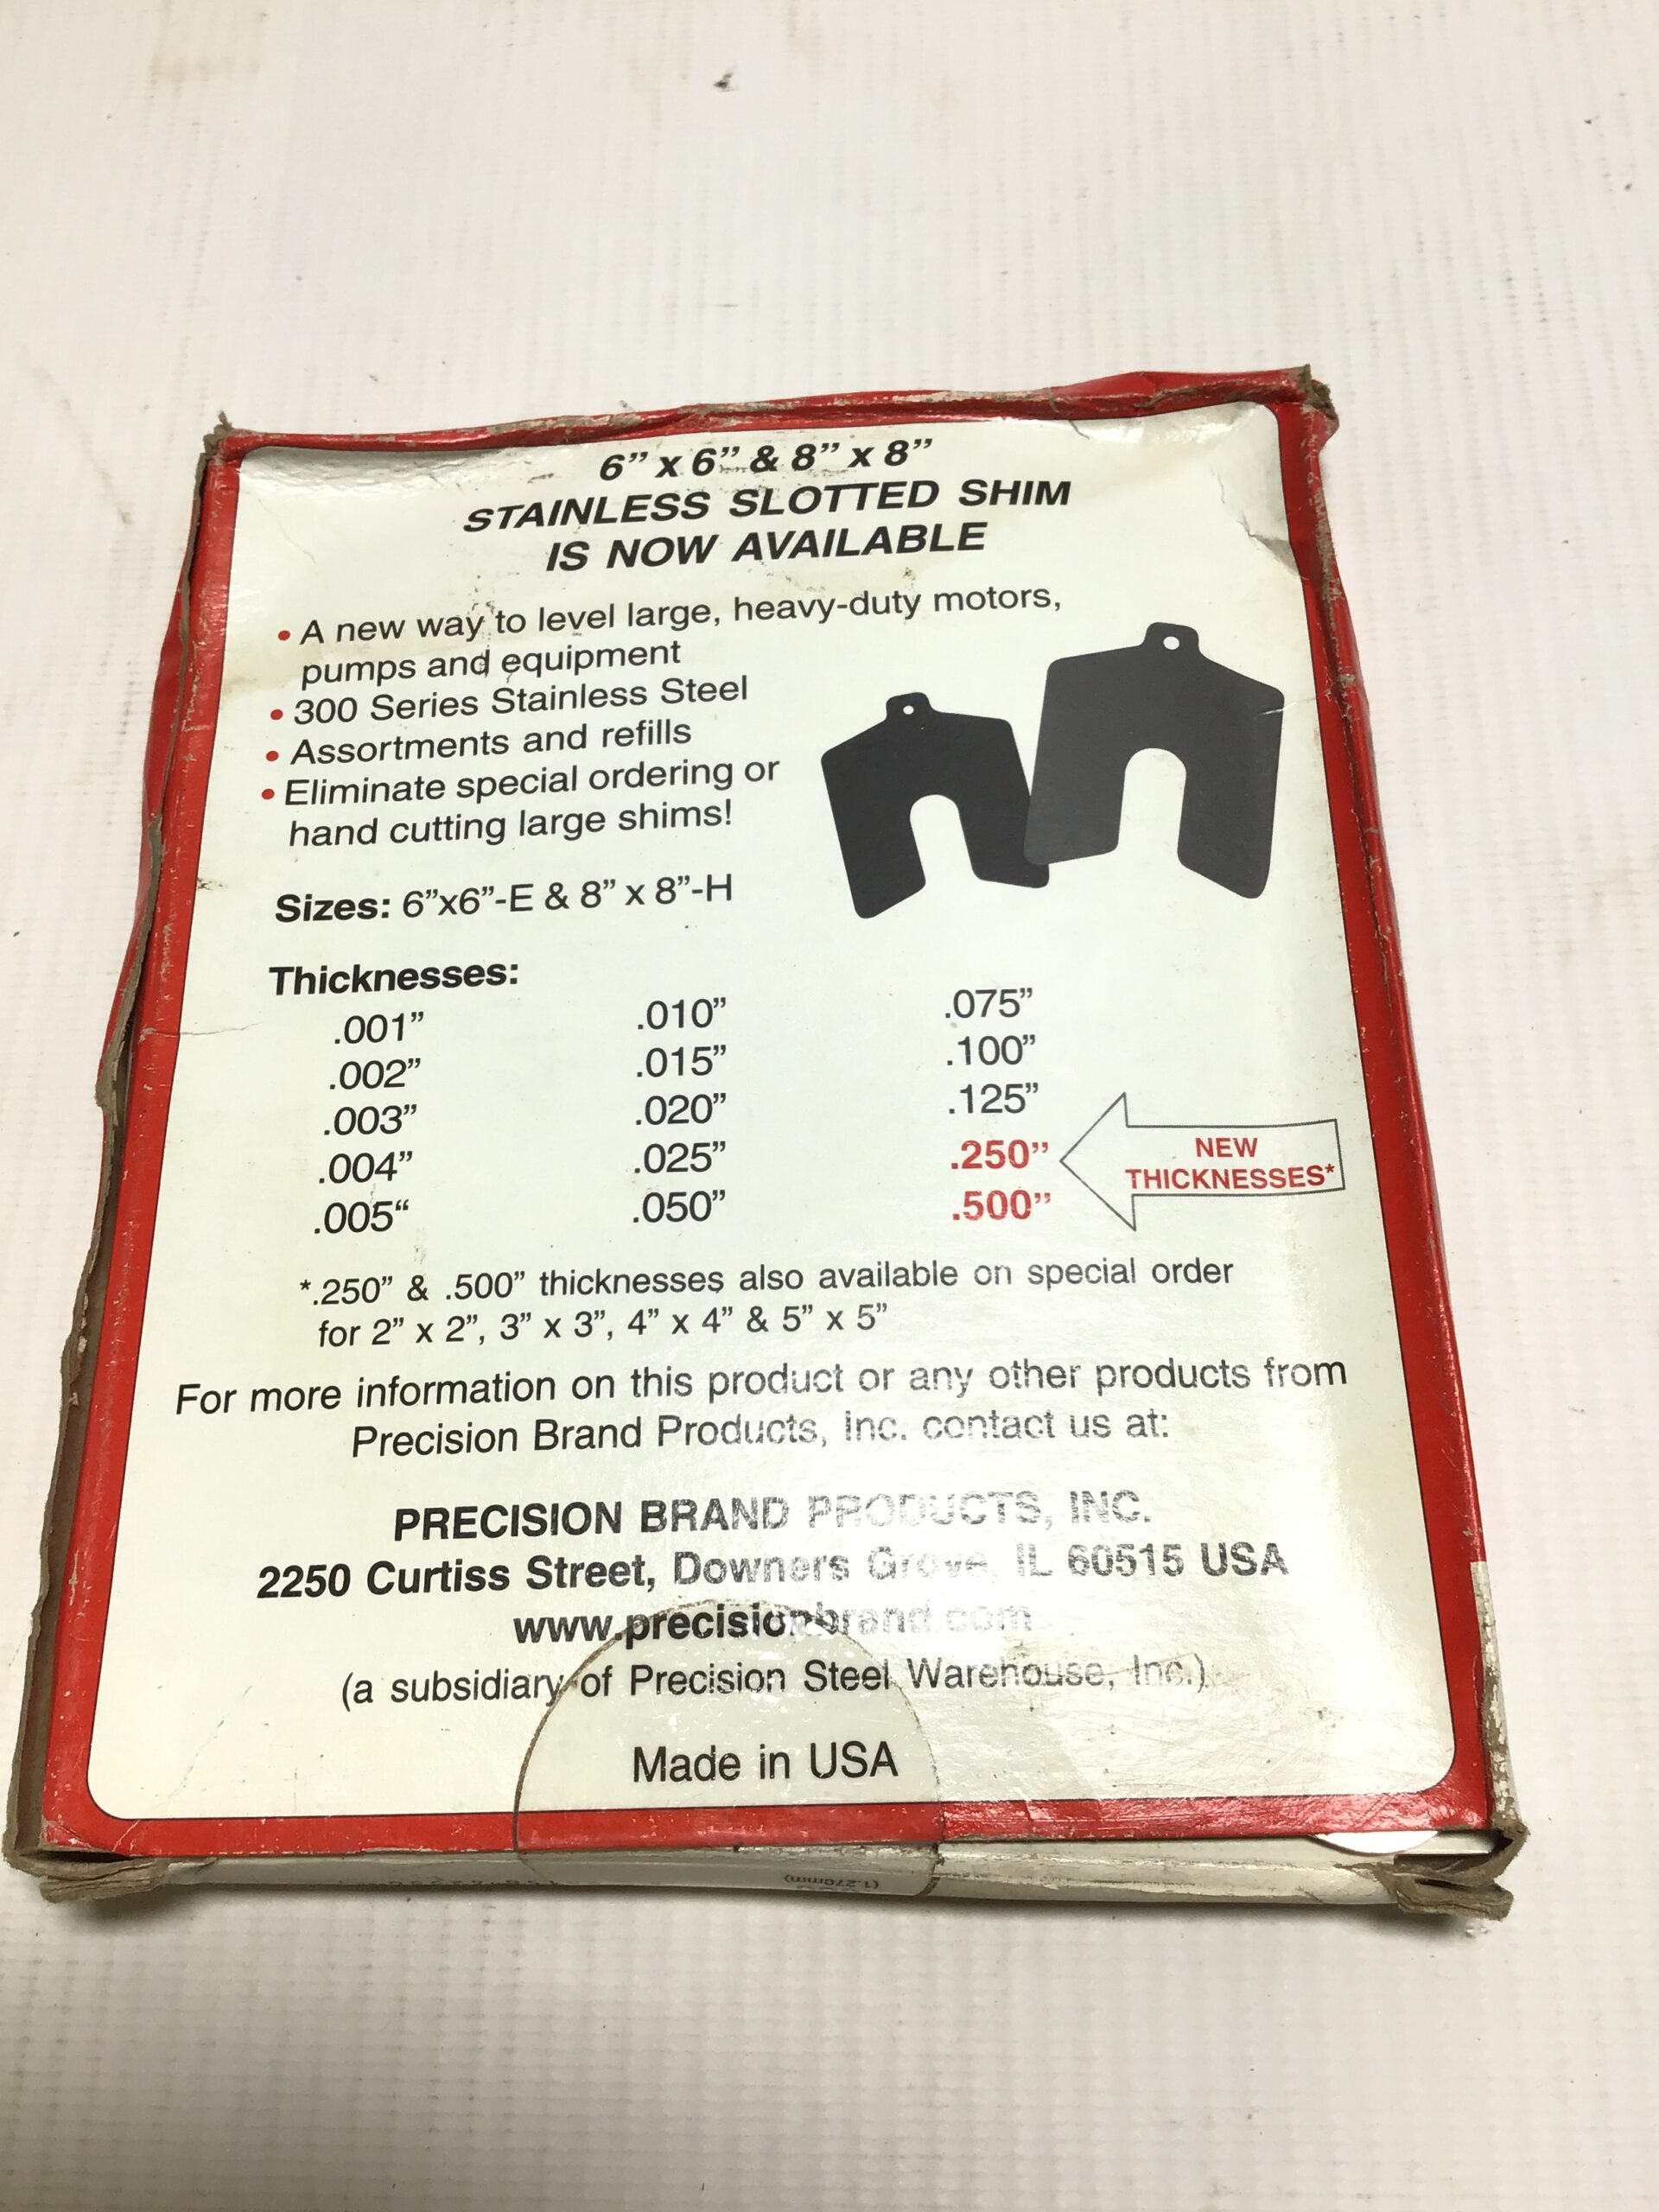 6” x 6” & 8” x 8”
STAINLESS SLOTTED SHIM
IS NOW AVAILABLE
• A new way to level large, heavy-duty motors,
pumps and equipment
• 300 Series Stainless Steel
• Assortments and refills
• Eliminate special ordering or
hand cutting large shims!
Sizes: 6”x6”-E & 8” x 8”-H
Thicknesses:
.001” .010” .075”
.002” .015” .100”
.003” .020” .125”
.004” .025” .250”
.005“ .050” .500”
NEW
THICKNESSES*
*.250” & .500” thicknesses also available on special order
for 2” x 2”, 3” x 3”, 4” x 4” & 5” x 5”
For more information on this product or any other products from
Precision Brand Products, Inc. contact us at:
PRECISION BRAND PRODUCTS, INC.
2250 Curtiss Street, Downers Grove, IL 60515 USA
www.precisionbrand.com
(a subsidiary of Precision Steel Warehouse, Inc.)
Made in USA
(1.270mm)